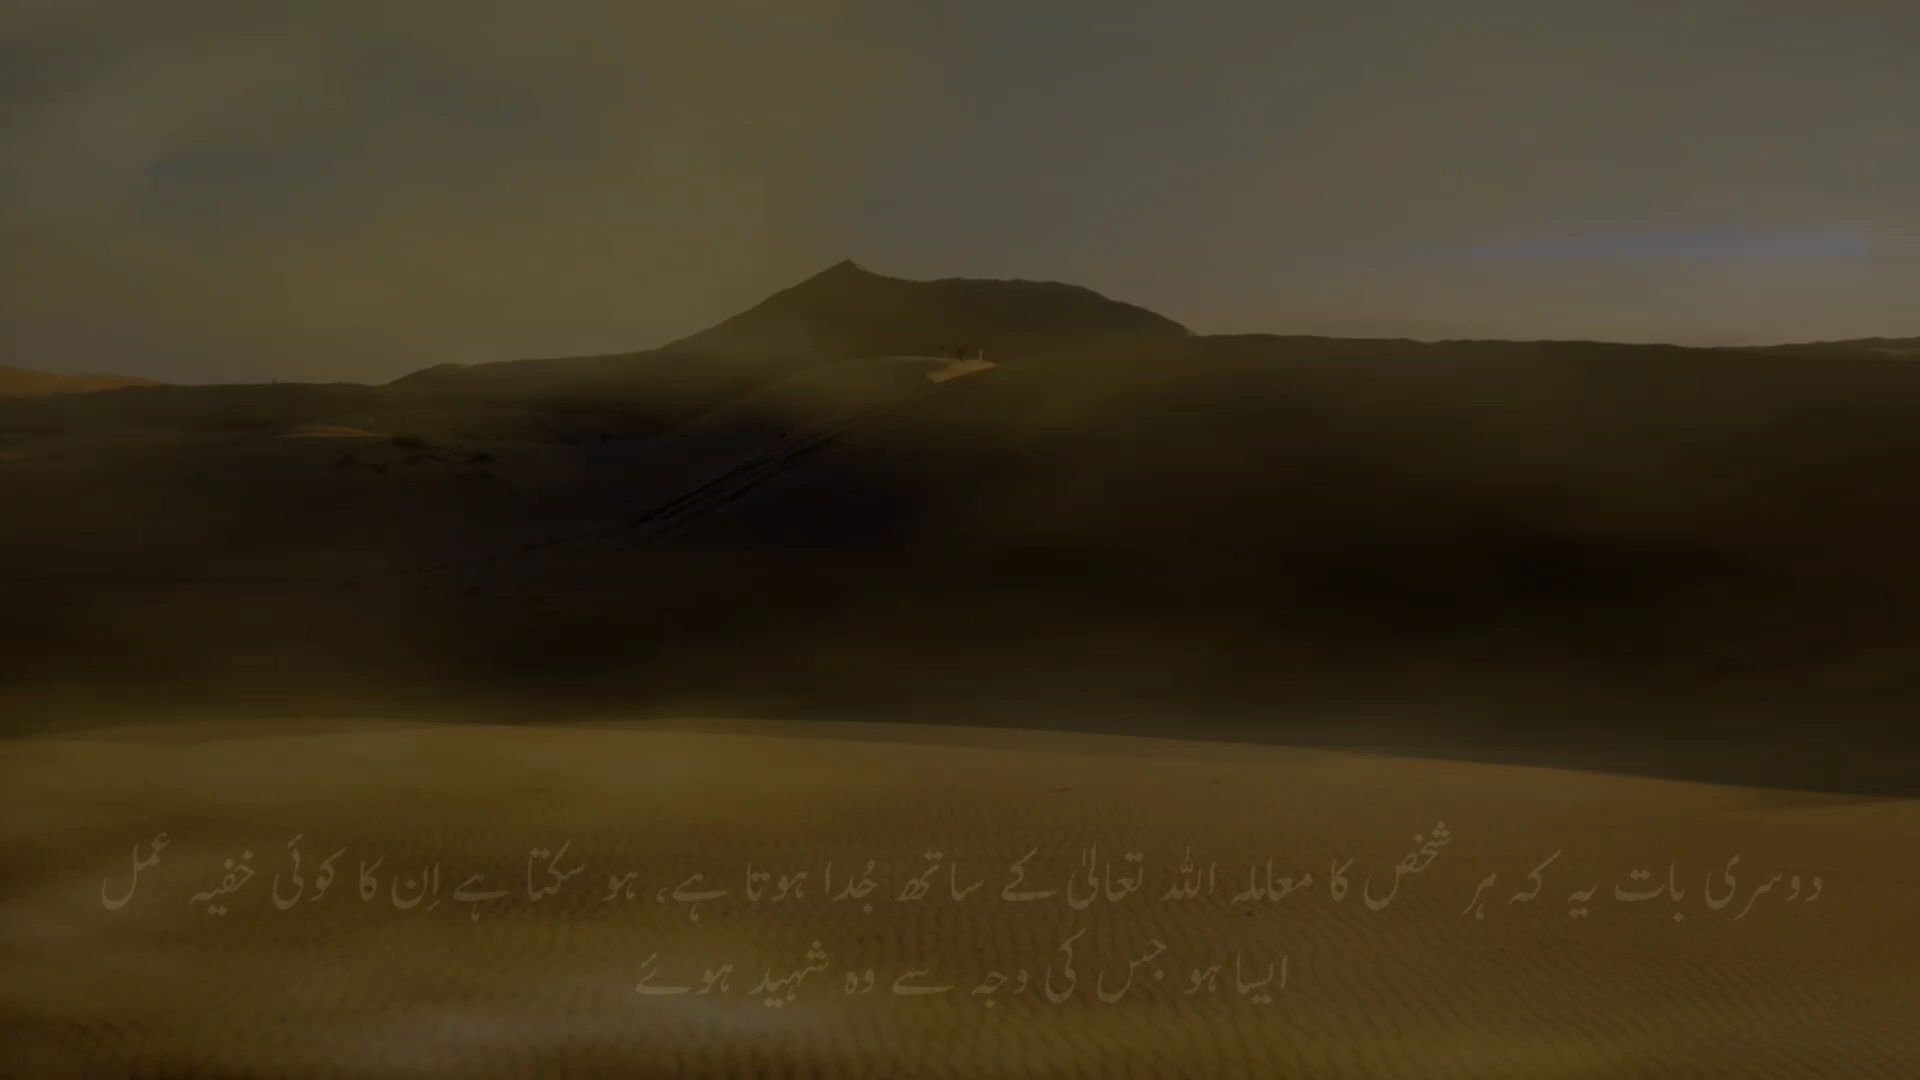 دوسری بات یہ کہ ہر شخص کا معاملہ اللہ تعالیٰ کے ساتھ جُدا ہوتا ہے، ہو سکتا ہے اِن کا کوئی خفیہ عمل
ایسا ہو جس کی وجہ سے وہ شہید ہوئے